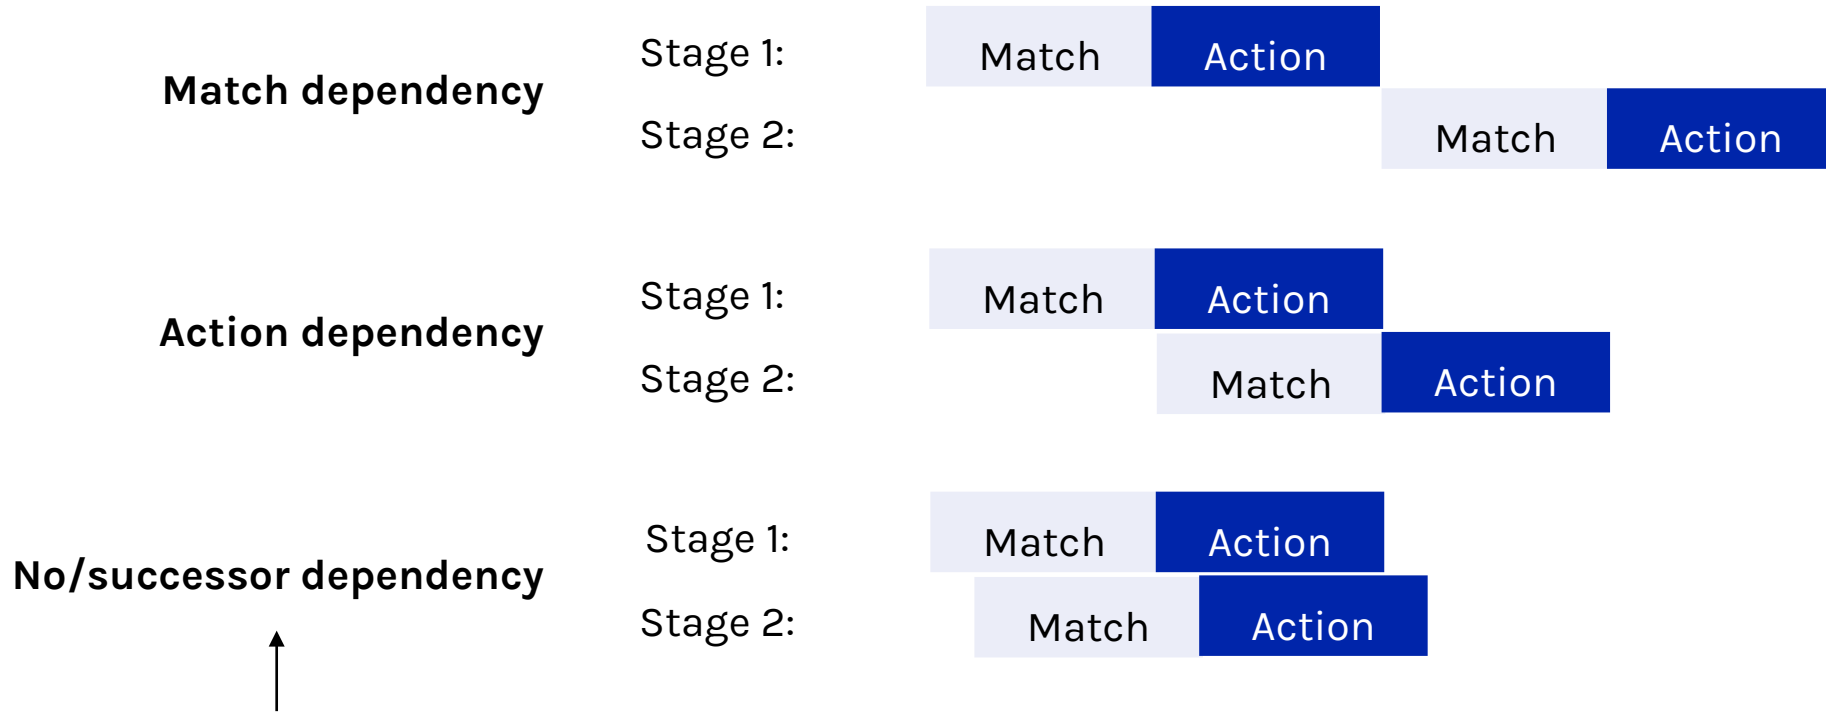 Stage 1:
Match Action
Match dependency
Stage 2:
Match Action
Stage 1:
Match Action
Action dependency
Stage 2:
Match Action
Stage 1:
Match Action
No/successor dependency
Stage 2:
Match Action